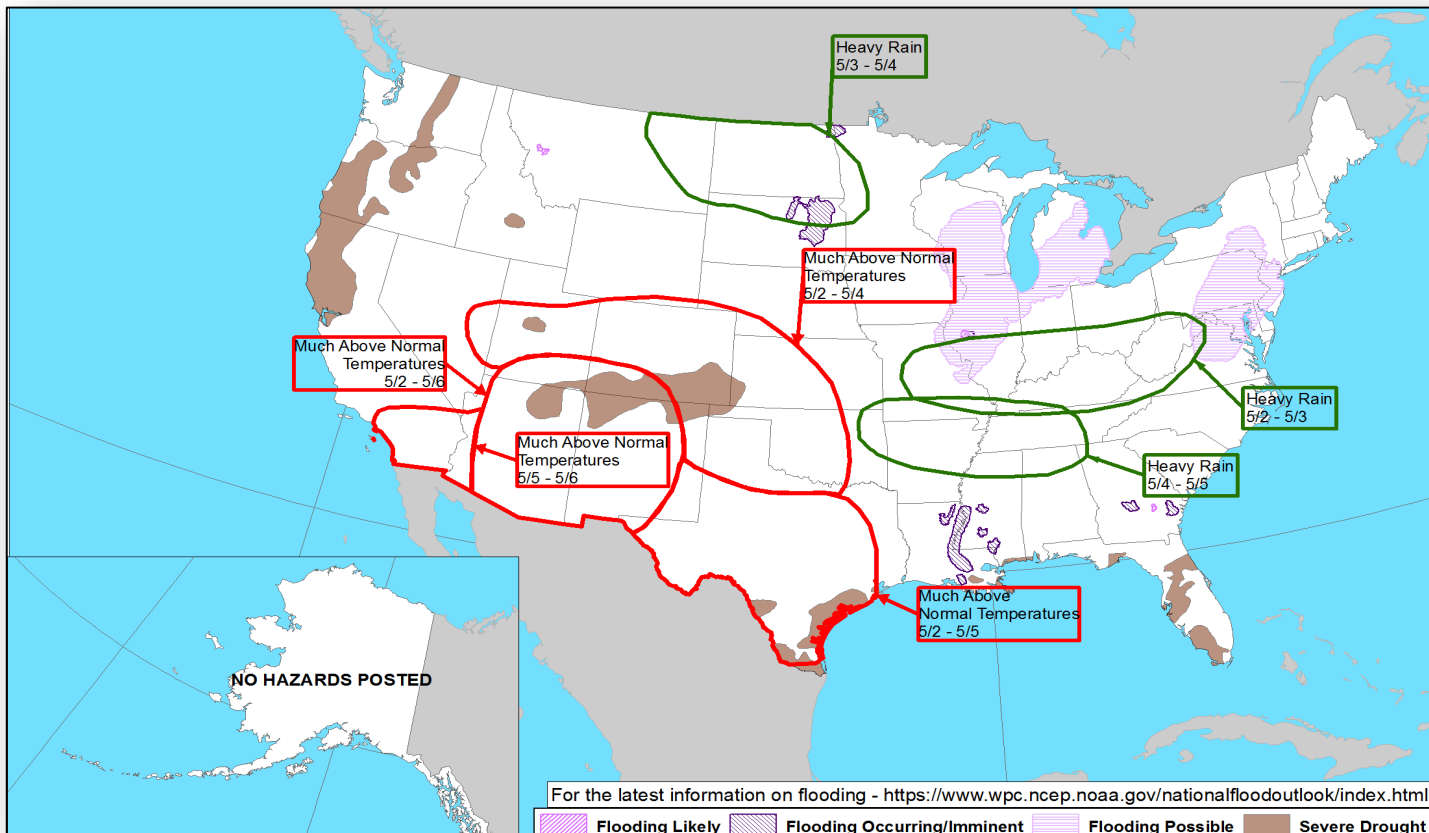 Heavy Rain
5/3 - 5/4
Much Above Normal
Temperatures
5/2 - 5/4
Much Above Normal
Temperatures
5/2 - 5/6
Heavy Rain
5/2 - 5/3
Much Above Normal
Temperatures
5/5 - 5/6
Heavy Rain
5/4 - 5/5
Much Above
Normal Temperatures
5/2 - 5/5
NO HAZARDS POSTED
For the latest information on flooding - https://www.wpc.ncep.noaa.gov/nationalfloodoutlook/index.html
Flooding Likely Flooding Occurring/Imminent Flooding Possible Severe Drought